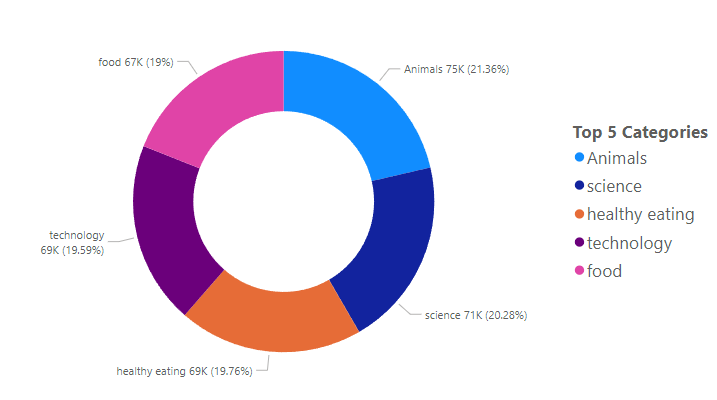 food 67K (19%)
Animals 75K (21.36%)
technology
69K (19.59%)
science 71K (20.28%)
healthy eating 69K (19.76%)
Top 5 Categories
Animals
science
healthy eating
technology
food